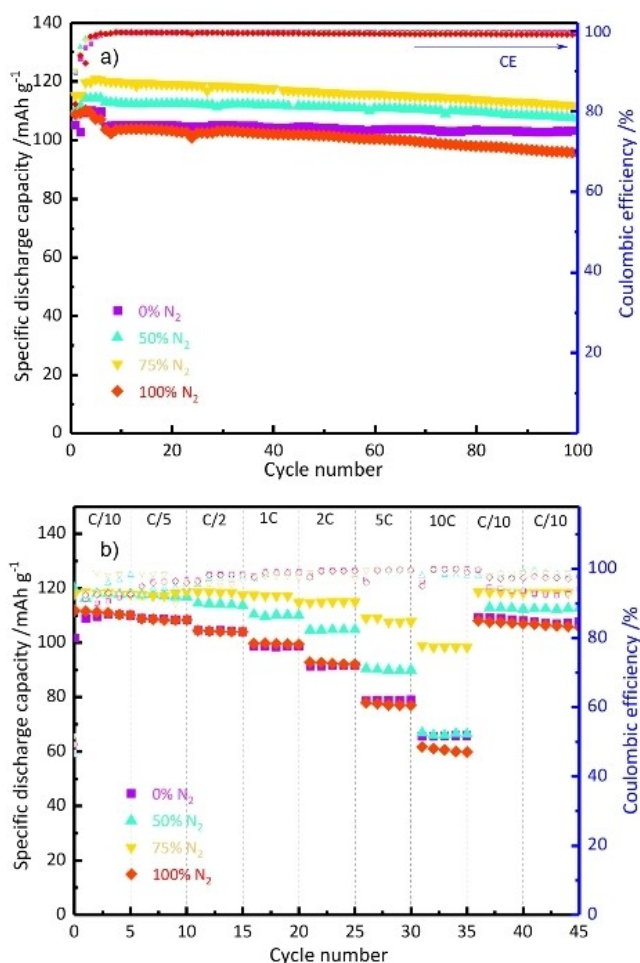 a)
CE
Specific discharge capacity /mAh g⁻¹
140
120
100
80
60
40
20
0
100
80
60
40
20
0
Coulombic efficiency /%
0% N₂
50% N₂
75% N₂
100% N₂
0 20 40 60 80 100
Cycle number
b)
C/10 C/5 C/2 1C 2C 5C 10C C/10 C/10
Specific discharge capacity /mAh g⁻¹
140
120
100
80
60
40
20
0
100
80
60
40
20
0
Coulombic efficiency /%
0% N₂
50% N₂
75% N₂
100% N₂
0 5 10 15 20 25 30 35 40 45
Cycle number